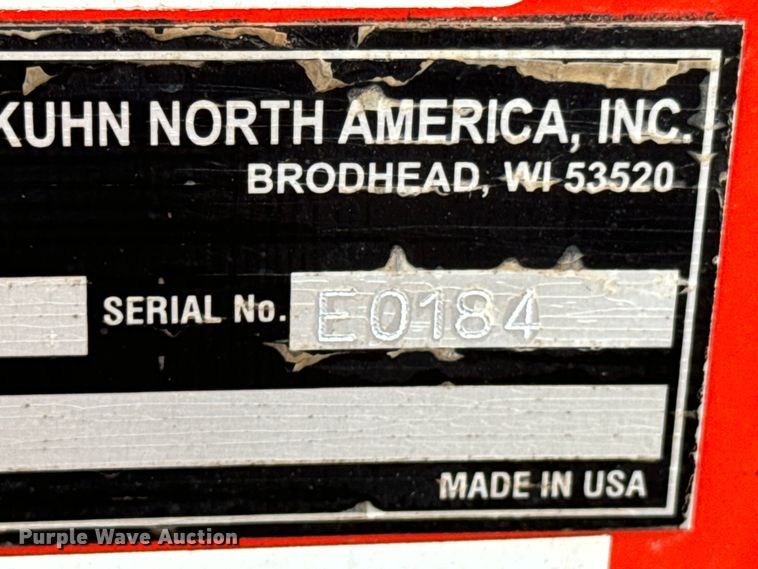 KUHN NORTH AMERICA, INC.
BRODHEAD, WI 53520
SERIAL No. E0184
MADE IN USA
Purple Wave Auction